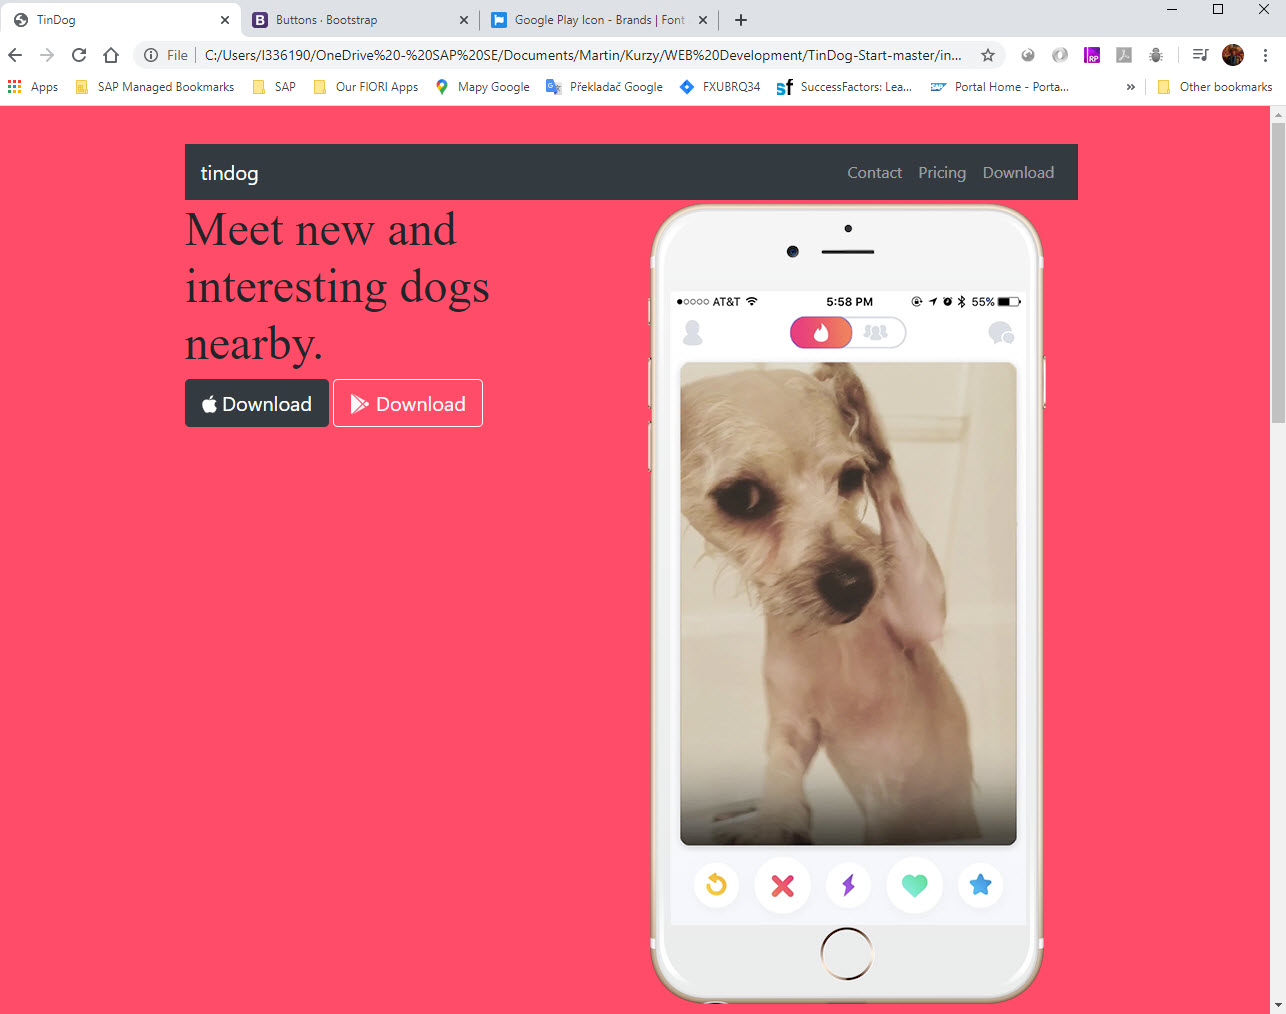 TinDog
Buttons · Bootstrap
Google Play Icon - Brands | Font
File
C:/Users/I336190/OneDrive%20-%20SAP%20SE/Documents/Martin/Kurzy/WEB%20Development/TinDog-Start-master/in...
RP
Apps
SAP Managed Bookmarks
SAP
Our FIORI Apps
Mapy Google
Překladač Google
FXUBRQ34
SuccessFactors: Lea...
Portal Home - Porta...
»
Other bookmarks
tindog
Contact
Pricing
Download
Meet new and
interesting dogs
nearby.
Download
Download
AT&T
5:58 PM
55%